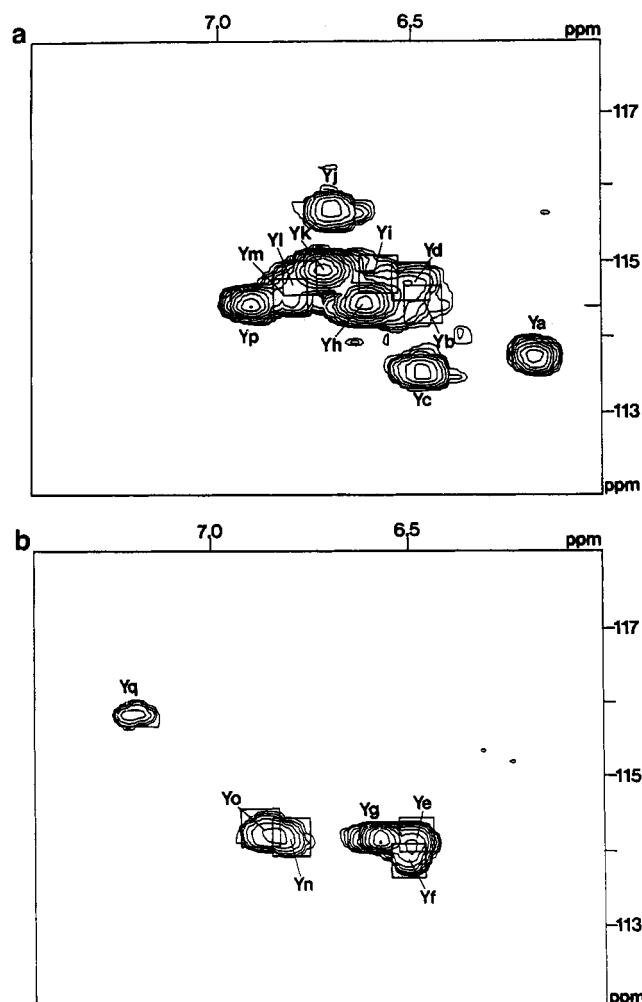 a
7,0 6,5 ppm
117
Yj
Yk Yi
Yl
Ym Yd
115
Yp Yh Yb Ya
Yc
113
ppm
b
7,0 6,5 ppm
117
Yq
115
Yo Yg Ye
Yn Yf
113
ppm